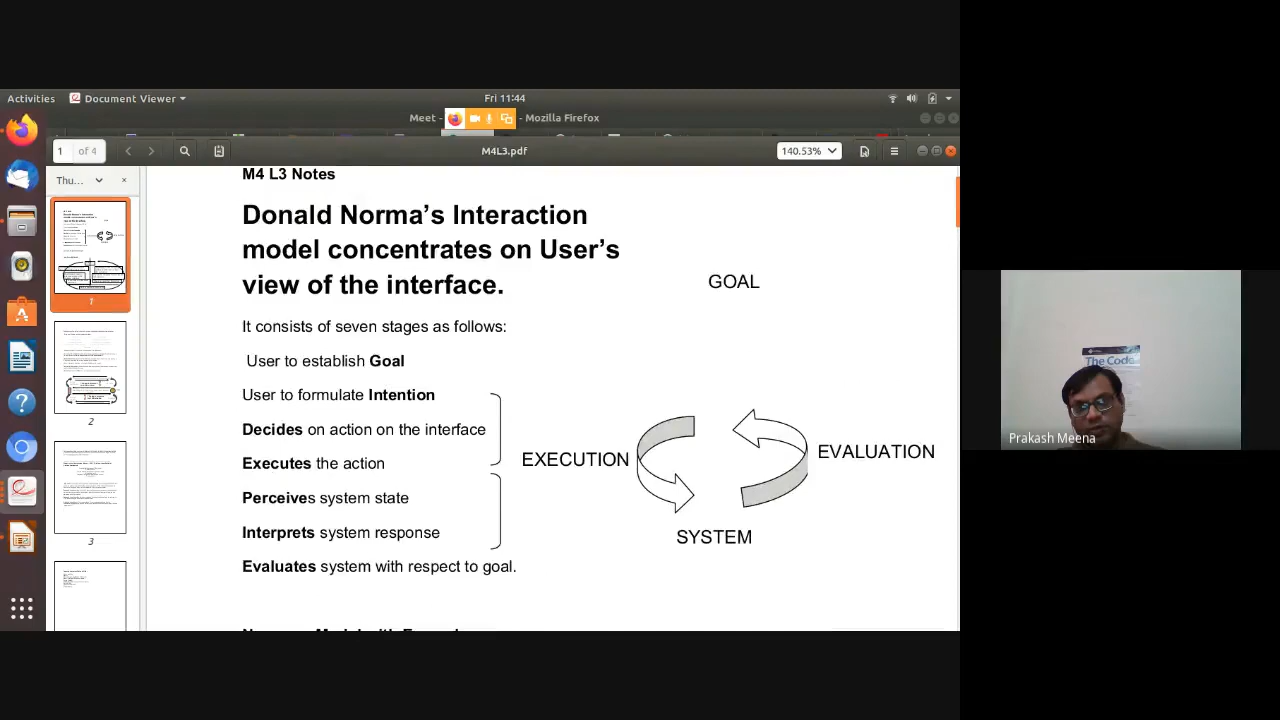 Activities
Document Viewer
Fri 11:44
Meet -
- Mozilla Firefox
1
of 4
M4L3.pdf
140.53%
Thu...
×
1
2
3
M4 L3 Notes
Donald Norma’s Interaction
model concentrates on User’s
view of the interface.
It consists of seven stages as follows:
User to establish Goal
User to formulate Intention
Decides on action on the interface
Executes the action
Perceives system state
Interprets system response
Evaluates system with respect to goal.
GOAL
EXECUTION
EVALUATION
SYSTEM
The Code
Prakash Meena